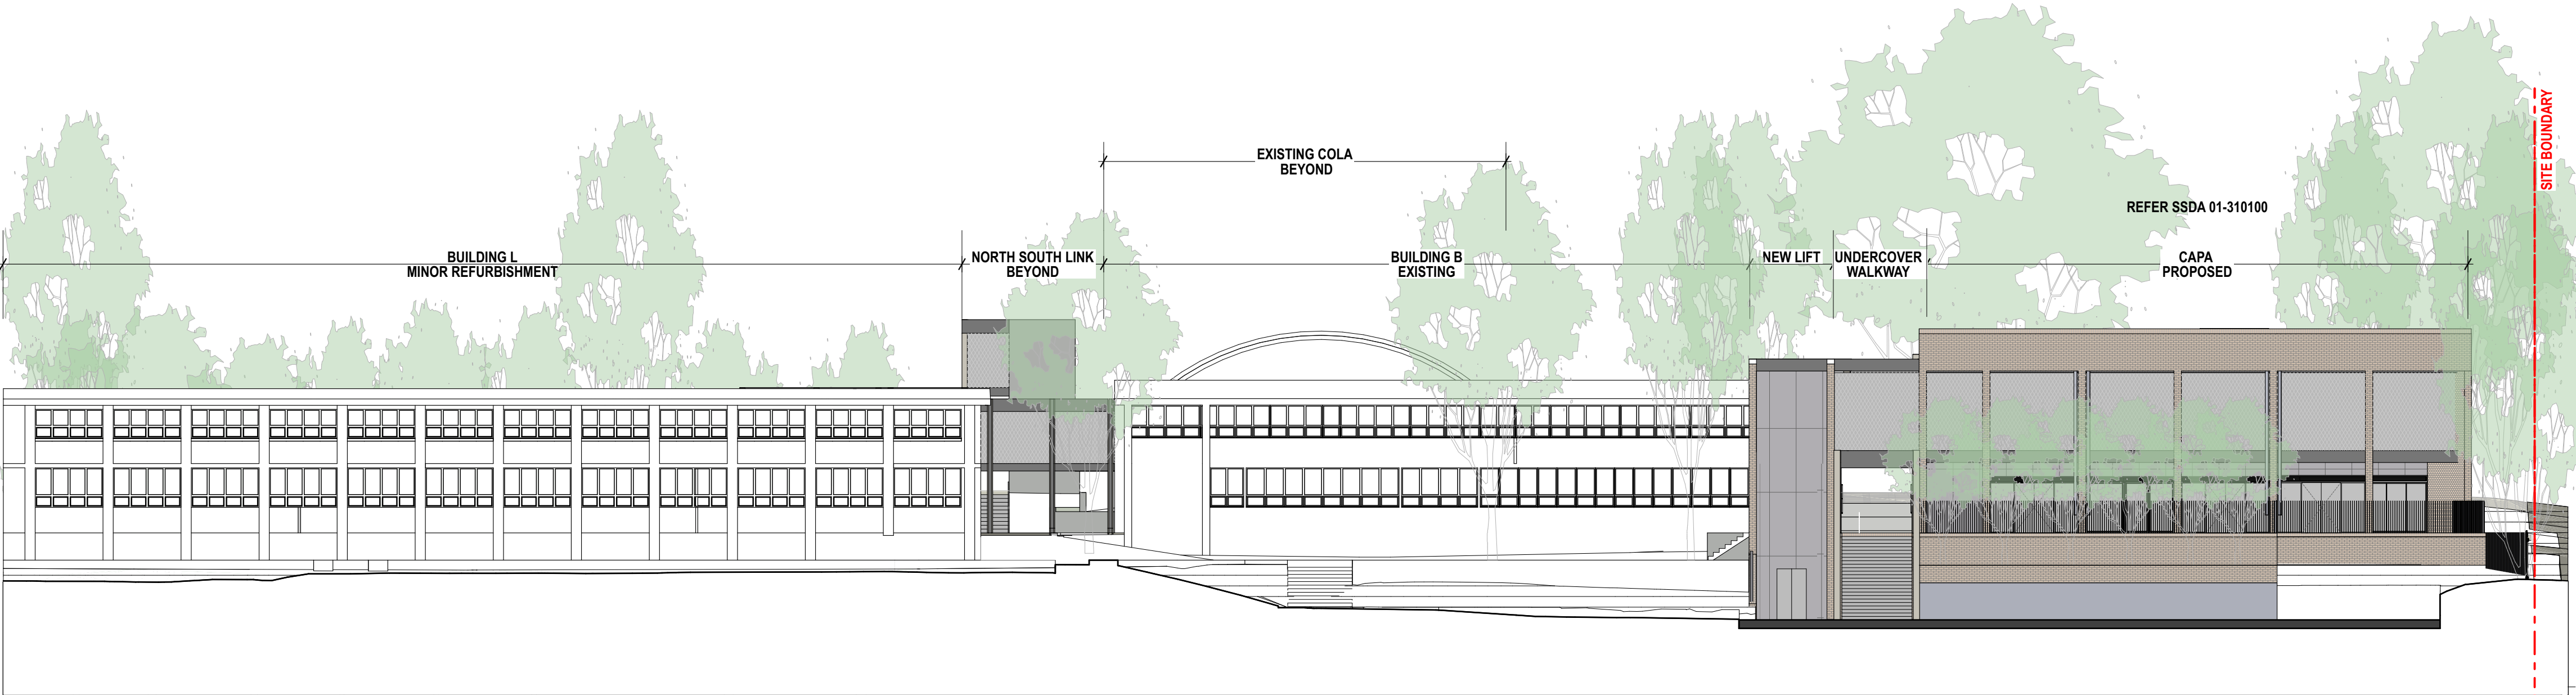 EXISTING COLA
BEYOND
SITE BOUNDARY
REFER SSDA 01-310100
BUILDING L
MINOR REFURBISHMENT
NORTH SOUTH LINK
BEYOND
BUILDING B
EXISTING
NEW LIFT
UNDERCOVER
WALKWAY
CAPA
PROPOSED